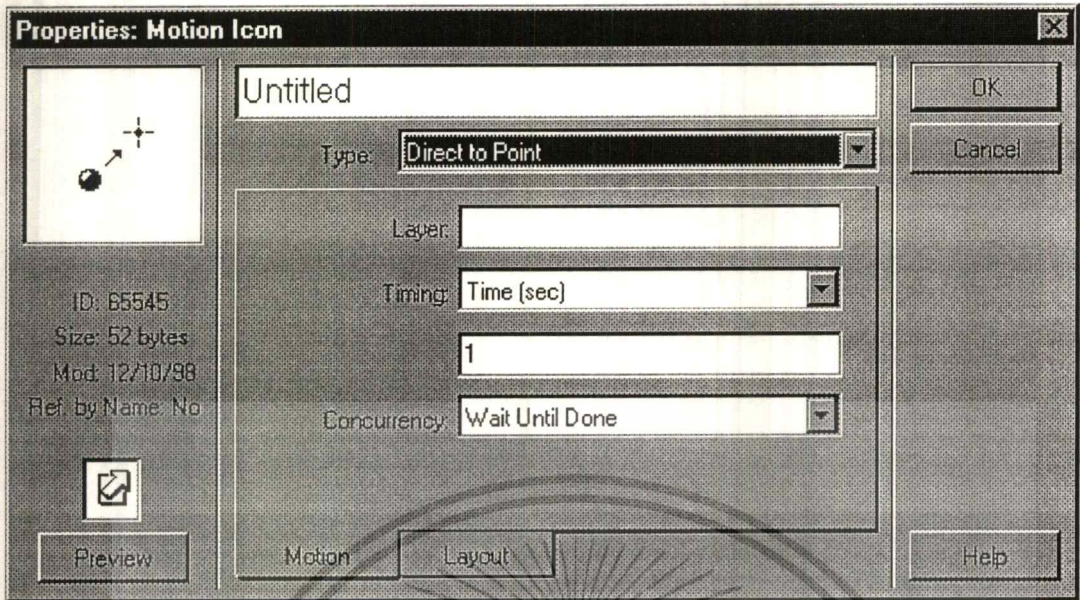 Properties: Motion Icon
Untitled
OK
Type: Direct to Point
Cancel
Layer:
Timing: Time (sec)
1
Concurrency: Wait Until Done
ID: 65545
Size: 52 bytes
Mod: 12/10/98
Ref. by Name: No
Preview
Motion
Layout
Help